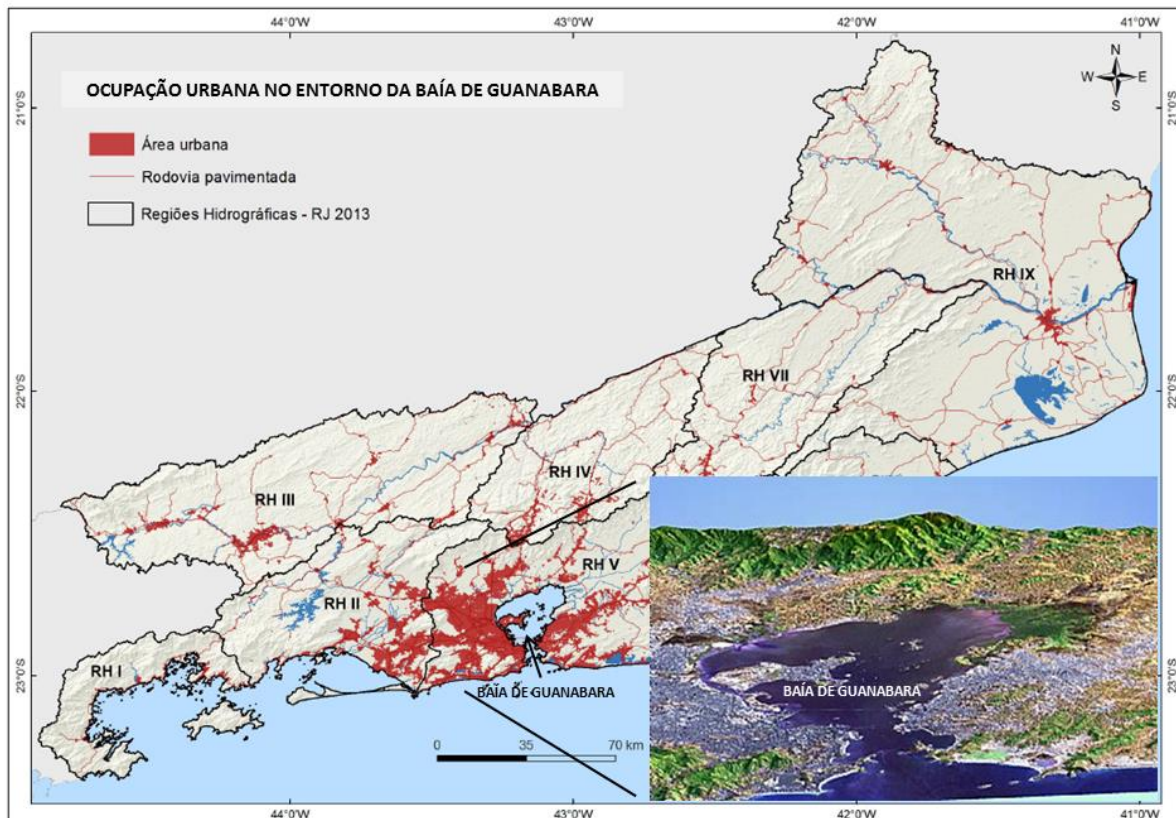 44°0'W 43°0'W 42°0'W 41°0'W
N
W E
S
OCUPAÇÃO URBANA NO ENTORNO DA BAÍA DE GUANABARA
21°0'S 21°0'S
Área urbana
Rodovia pavimentada
Regiões Hidrográficas - RJ 2013
RH IX
RH VII
22°0'S 22°0'S
RH IV
RH III
RH V
RH II
RH I
23°0'S 23°0'S
BAÍA DE GUANABARA
BAÍA DE GUANABARA
0 35 70 km
44°0'W 43°0'W 42°0'W 41°0'W